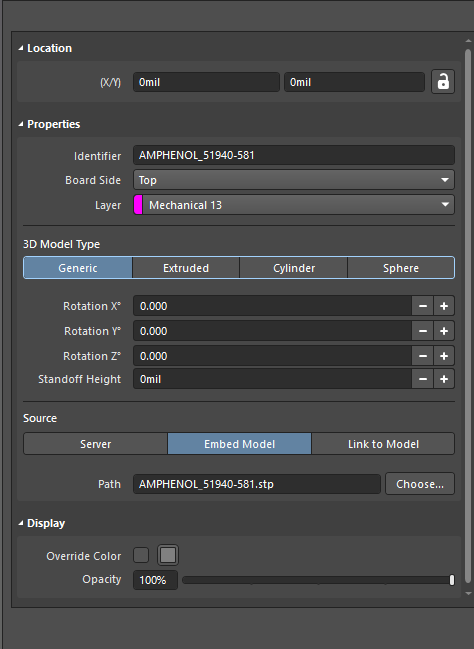 Location
(X/Y) 0mil 0mil
Properties
Identifier AMPHENOL_51940-581
Board Side Top
Layer Mechanical 13
3D Model Type
Generic Extruded Cylinder Sphere
Rotation X° 0.000 − +
Rotation Y° 0.000 − +
Rotation Z° 0.000 − +
Standoff Height 0mil − +
Source
Server Embed Model Link to Model
Path AMPHENOL_51940-581.stp Choose...
Display
Override Color
Opacity 100%